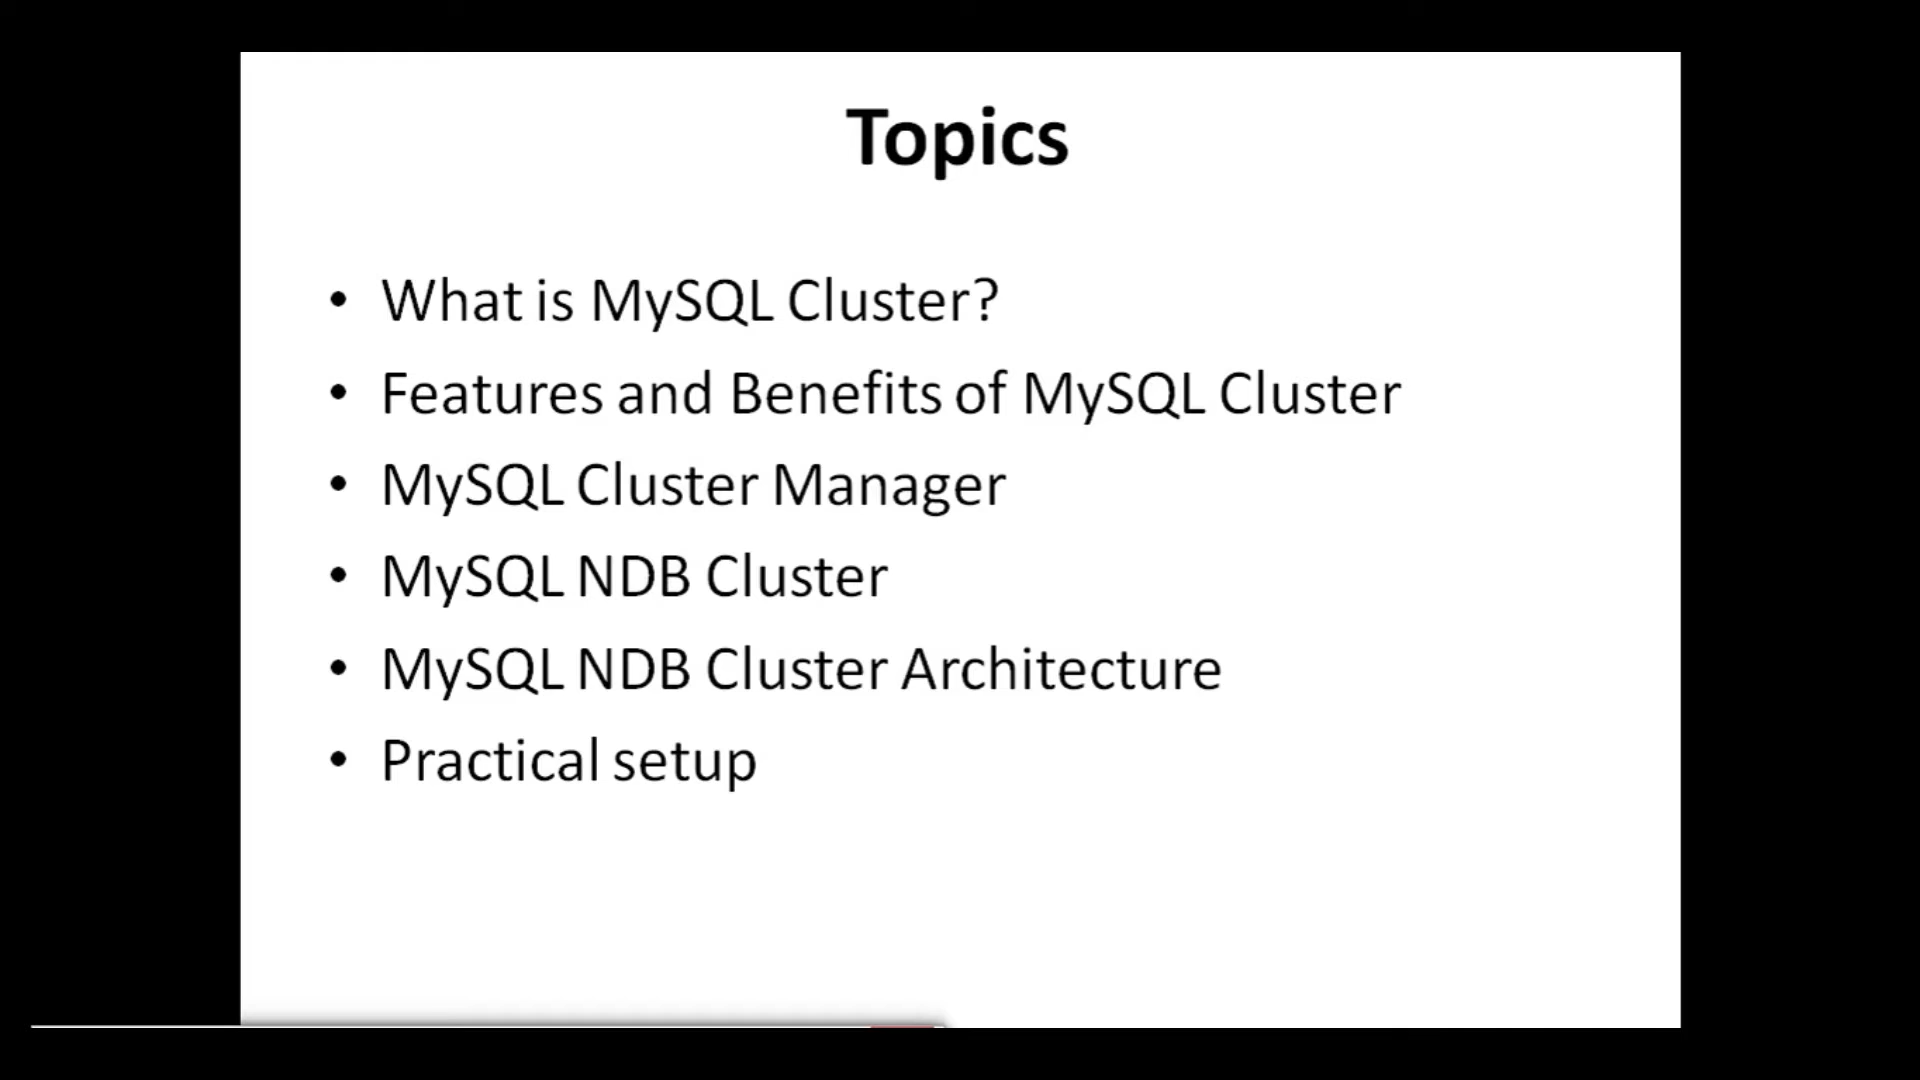 Topics
• What is MySQL Cluster?
• Features and Benefits of MySQL Cluster
• MySQL Cluster Manager
• MySQL NDB Cluster
• MySQL NDB Cluster Architecture
• Practical setup